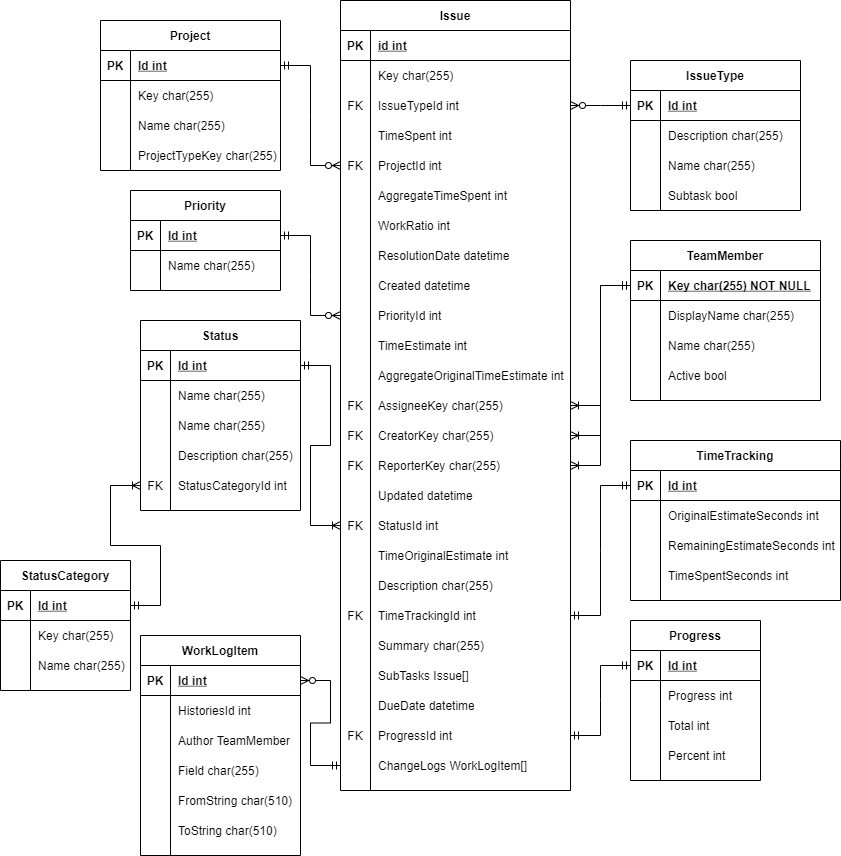 Project
PK Id int
Key char(255)
Name char(255)
ProjectTypeKey char(255)
Priority
PK Id int
Name char(255)
Status
PK Id int
Name char(255)
Name char(255)
Description char(255)
FK StatusCategoryId int
StatusCategory
PK Id int
Key char(255)
Name char(255)
WorkLogItem
PK Id int
HistoriesId int
Author TeamMember
Field char(255)
FromString char(510)
ToString char(510)
Issue
PK id int
Key char(255)
FK IssueTypeId int
TimeSpent int
FK ProjectId int
AggregateTimeSpent int
WorkRatio int
ResolutionDate datetime
Created datetime
PriorityId int
TimeEstimate int
AggregateOriginalTimeEstimate int
FK AssigneeKey char(255)
FK CreatorKey char(255)
FK ReporterKey char(255)
Updated datetime
FK StatusId int
TimeOriginalEstimate int
Description char(255)
FK TimeTrackingId int
Summary char(255)
SubTasks Issue[]
DueDate datetime
FK ProgressId int
ChangeLogs WorkLogItem[]
IssueType
PK Id int
Description char(255)
Name char(255)
Subtask bool
TeamMember
PK Key char(255) NOT NULL
DisplayName char(255)
Name char(255)
Active bool
TimeTracking
PK Id int
OriginalEstimateSeconds int
RemainingEstimateSeconds int
TimeSpentSeconds int
Progress
PK Id int
Progress int
Total int
Percent int